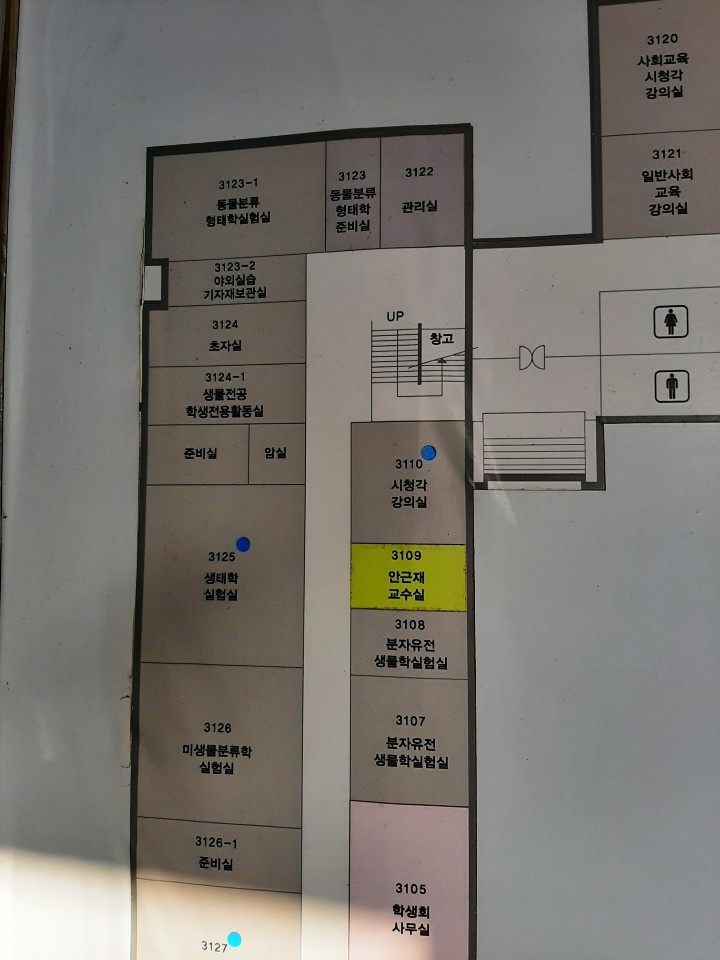 3120
사회교육
시청각
강의실
3121
일반사회
교육
강의실
3123-1
동물분류
형태학실험실
3123
동물분류
형태학
준비실
3122
관리실
3123-2
야외실습
기자재보관실
3124
초자실
3124-1
생물전공
학생전용활동실
준비실
암실
UP
창고
3110
시청각
강의실
3125
생태학
실험실
3109
안근재
교수실
3108
분자유전
생물학실험실
3126
미생물분류학
실험실
3107
분자유전
생물학실험실
3126-1
준비실
3105
학생회
사무실
3127